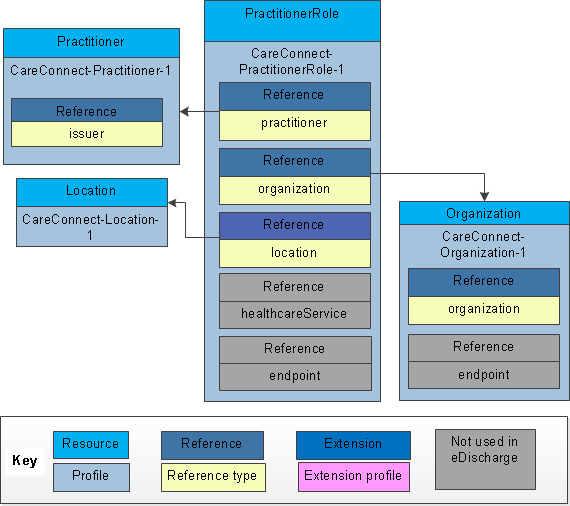 Practitioner
CareConnect-Practitioner-1
Reference
issuer
Location
CareConnect-Location-
1
PractitionerRole
CareConnect-
PractitionerRole-1
Reference
practitioner
Reference
organization
Reference
location
Reference
healthcareService
Reference
endpoint
Organization
CareConnect-
Organization-1
Reference
organization
Reference
endpoint
Key
Resource
Profile
Reference
Reference type
Extension
Extension profile
Not used in
eDischarge